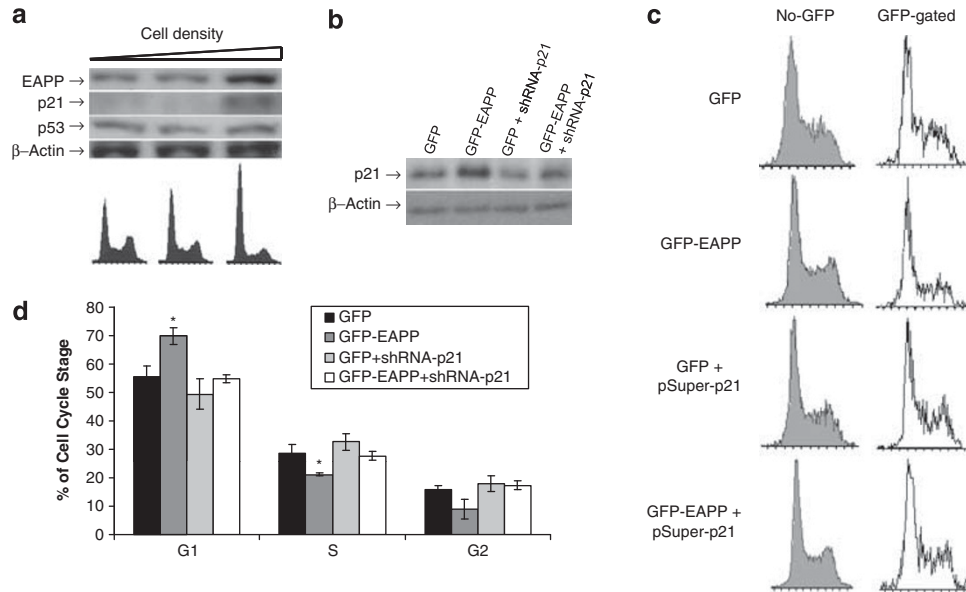 a
Cell density
EAPP →
p21 →
p53 →
β–Actin →
b
GFP
GFP-EAPP
GFP + shRNA-p21
GFP-EAPP
+ shRNA-p21
p21 →
β–Actin →
c
No-GFP
GFP-gated
GFP
GFP-EAPP
GFP +
pSuper-p21
GFP-EAPP +
pSuper-p21
d
% of Cell Cycle Stage
80
70
60
50
40
30
20
10
0
*
*
G1
S
G2
GFP
GFP-EAPP
GFP+shRNA-p21
GFP-EAPP+shRNA-p21